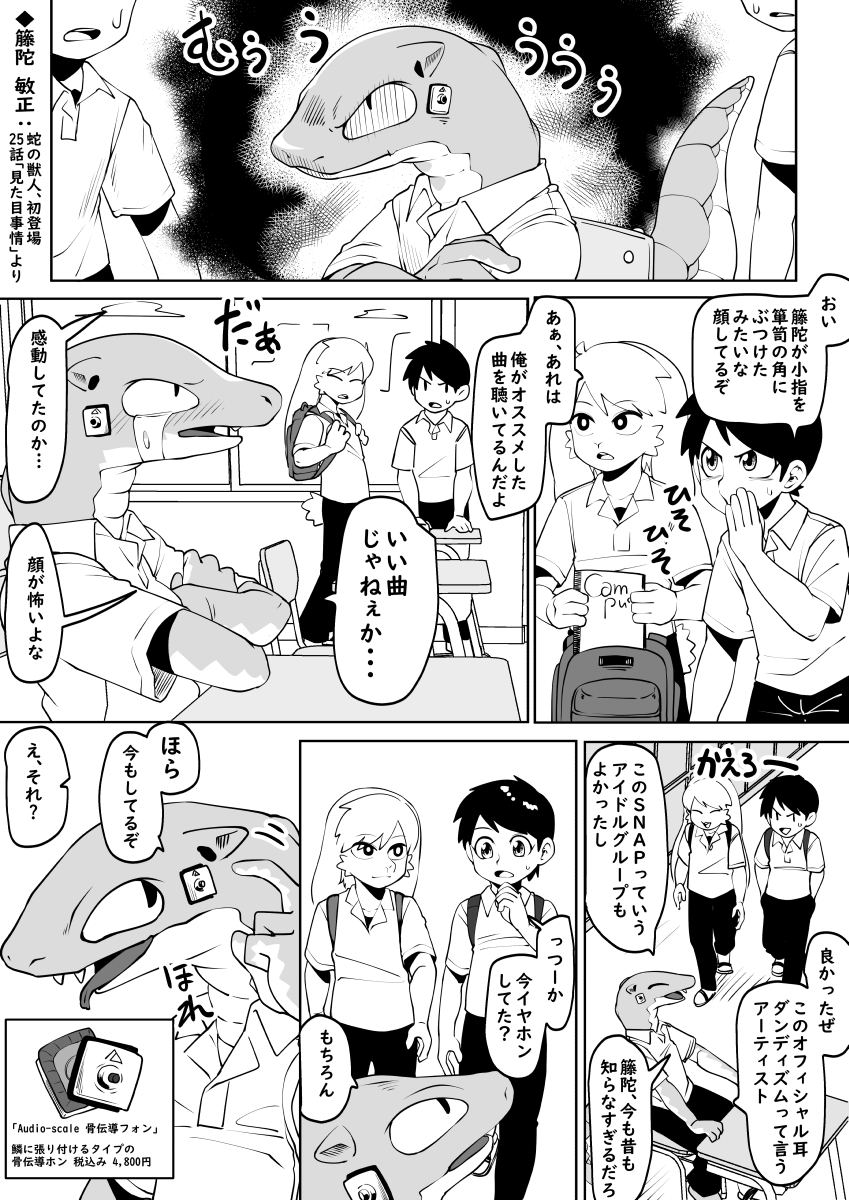 ◆籐陀 敏正：蛇の獣人、初登場
25話「見た目事情」より
ううぅ
むぅぅ
おい
籐陀が小指を
箪笥の角に
ぶつけた
みたいな
顔してるぞ
あぁ、あれは
俺がオススメした
曲を聴いてるんだよ
ひそ
ひそ
Com
pu
だぁ
いい曲
じゃねぇか…
感動してたのか…
顔が怖いよな
かえろー
このSNAPっていう
アイドルグループも
よかったし
良かったぜ
このオフィシャル耳
ダンディズムって言う
アーティスト
籐陀、今も昔も
知らなすぎるだろ
っつーか
今イヤホン
してた？
もちろん
ほら
今もしてるぞ
え、それ？
ほれ
「Audio-scale 骨伝導フォン」
鱗に張り付けるタイプの
骨伝導ホン 税込み 4,800円